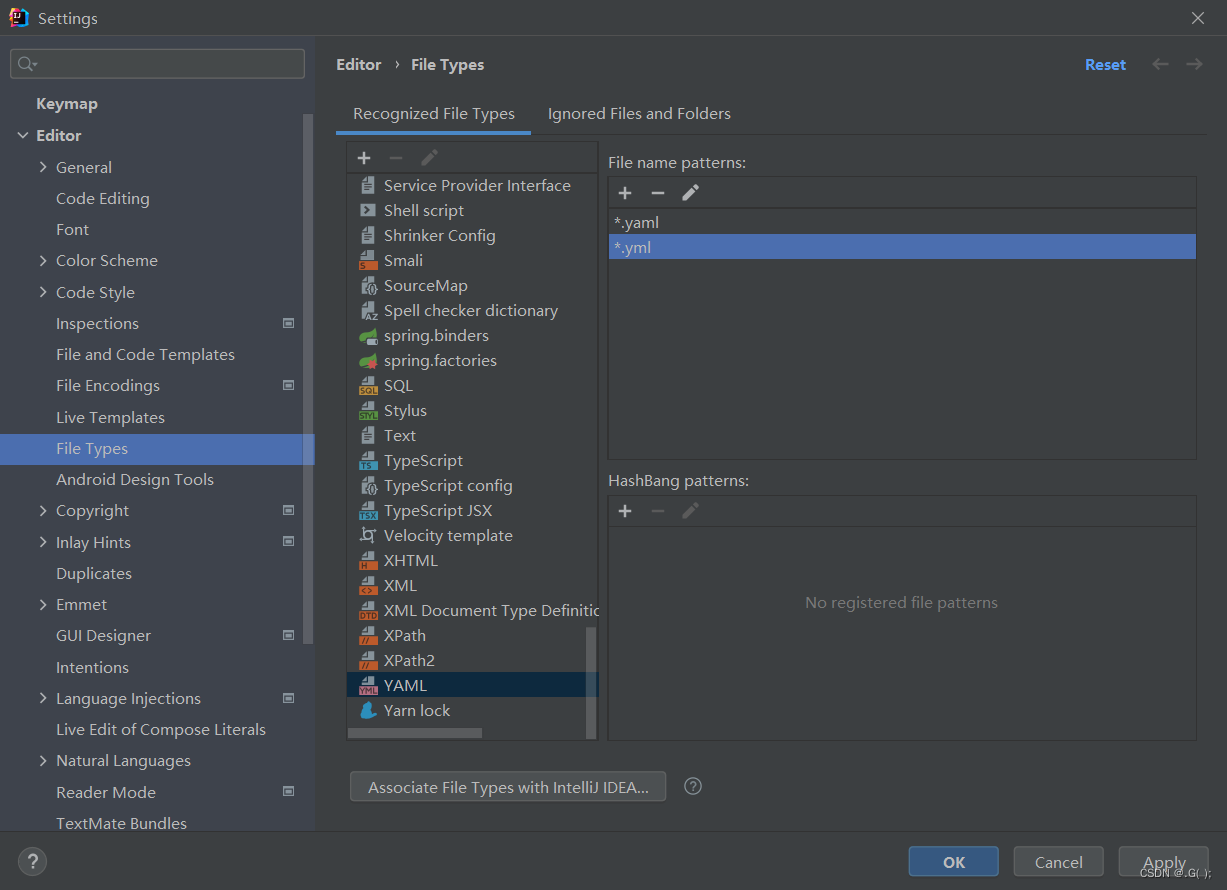 Settings
Keymap
Editor
General
Code Editing
Font
Color Scheme
Code Style
Inspections
File and Code Templates
File Encodings
Live Templates
File Types
Android Design Tools
Copyright
Inlay Hints
Duplicates
Emmet
GUI Designer
Intentions
Language Injections
Live Edit of Compose Literals
Natural Languages
Reader Mode
TextMate Bundles
Editor › File Types
Reset
Recognized File Types
Ignored Files and Folders
Service Provider Interface
Shell script
Shrinker Config
Smali
SourceMap
Spell checker dictionary
spring.binders
spring.factories
SQL
Stylus
Text
TypeScript
TypeScript config
TypeScript JSX
Velocity template
XHTML
XML
XML Document Type Definitic
XPath
XPath2
YAML
Yarn lock
File name patterns:
*.yaml
*.yml
HashBang patterns:
No registered file patterns
Associate File Types with IntelliJ IDEA...
?
?
OK
Cancel
Apply